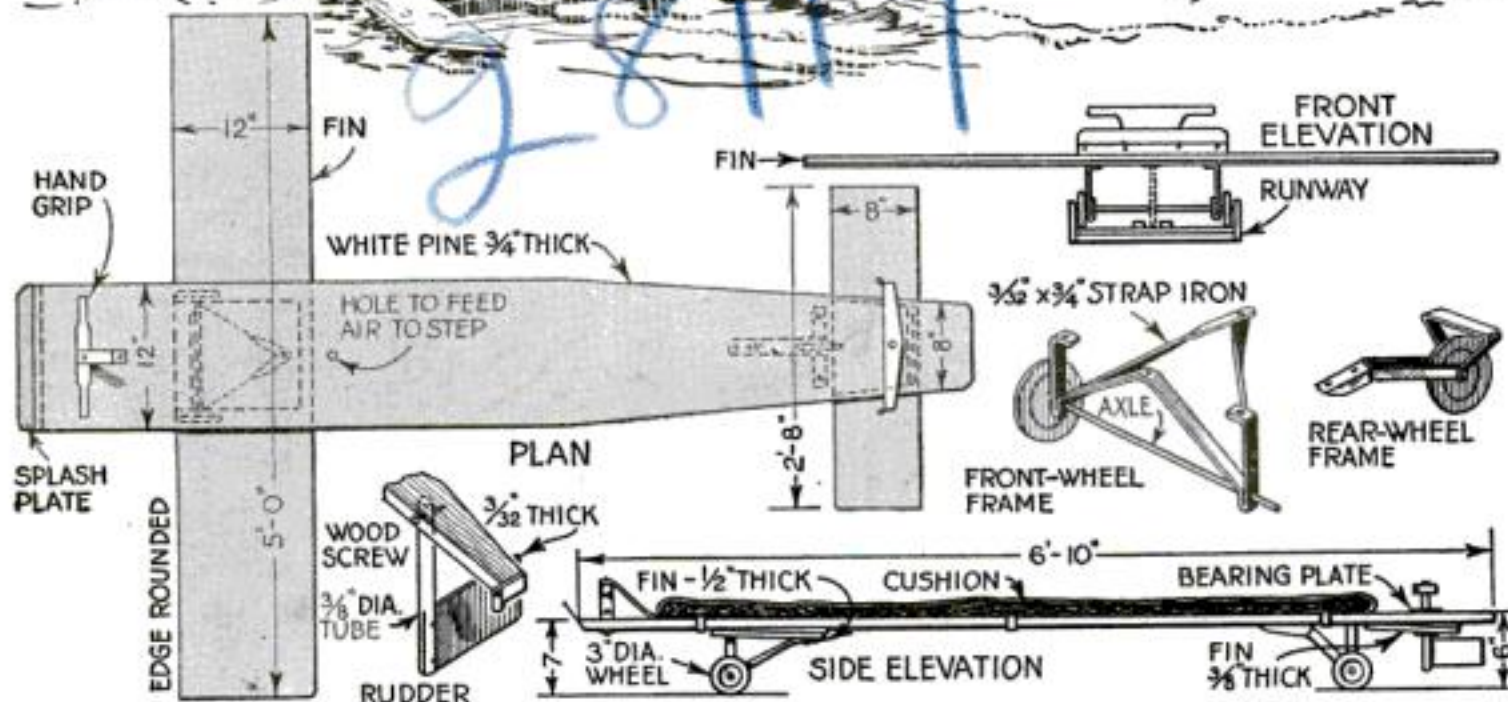 12"
FIN
HAND
GRIP
WHITE PINE 3/4" THICK
HOLE TO FEED
AIR TO STEP
12"
8"
8"
2'-8"
FIN
FRONT
ELEVATION
RUNWAY
3/32" x 3/4" STRAP IRON
AXLE
FRONT-WHEEL
FRAME
REAR-WHEEL
FRAME
SPLASH
PLATE
PLAN
EDGE ROUNDED
5'-0"
WOOD
SCREW
3/32" THICK
3/8" DIA.
TUBE
RUDDER
6'-10"
FIN - 1/2" THICK
CUSHION
BEARING PLATE
7
3" DIA.
WHEEL
SIDE ELEVATION
FIN
3/8" THICK
6"